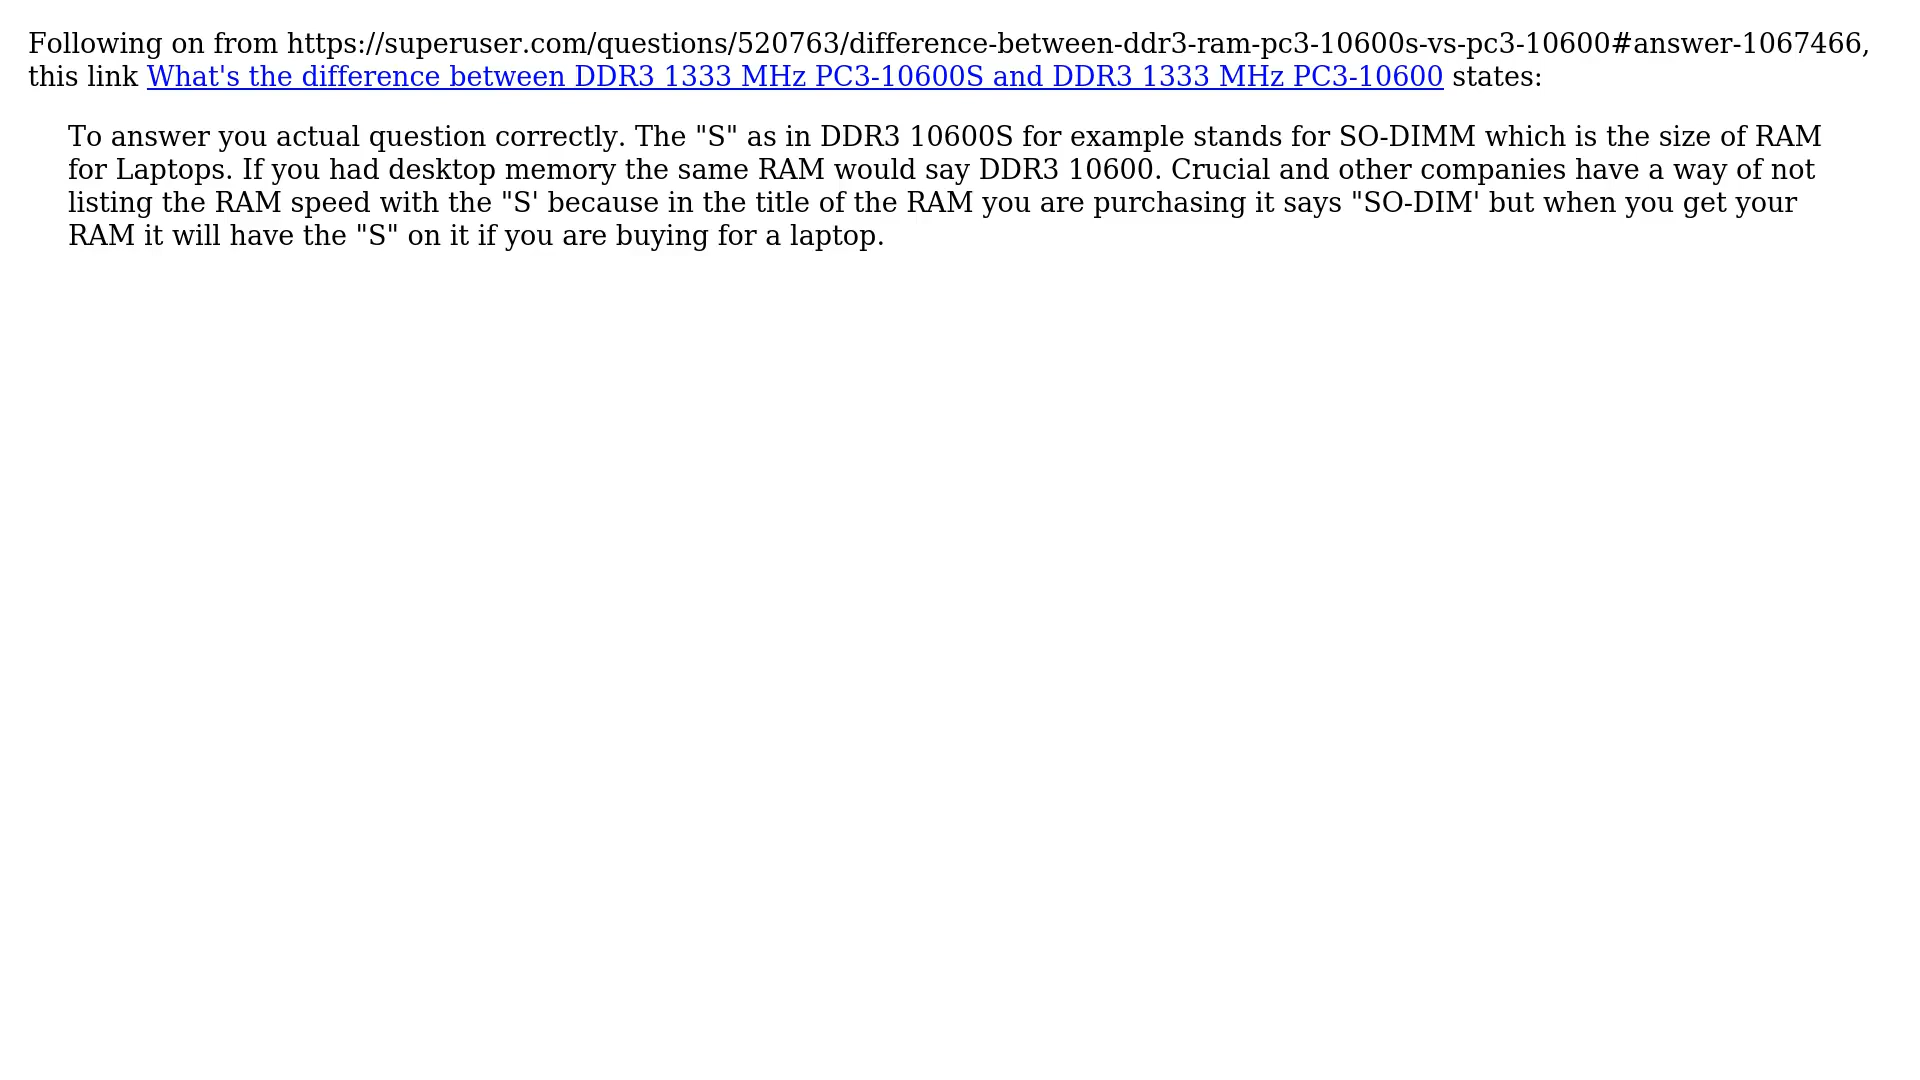 Following on from https://superuser.com/questions/520763/difference-between-ddr3-ram-pc3-10600s-vs-pc3-10600#answer-1067466,
this link What's the difference between DDR3 1333 MHz PC3-10600S and DDR3 1333 MHz PC3-10600 states:
To answer you actual question correctly. The "S" as in DDR3 10600S for example stands for SO-DIMM which is the size of RAM
for Laptops. If you had desktop memory the same RAM would say DDR3 10600. Crucial and other companies have a way of not
listing the RAM speed with the "S' because in the title of the RAM you are purchasing it says "SO-DIM' but when you get your
RAM it will have the "S" on it if you are buying for a laptop.